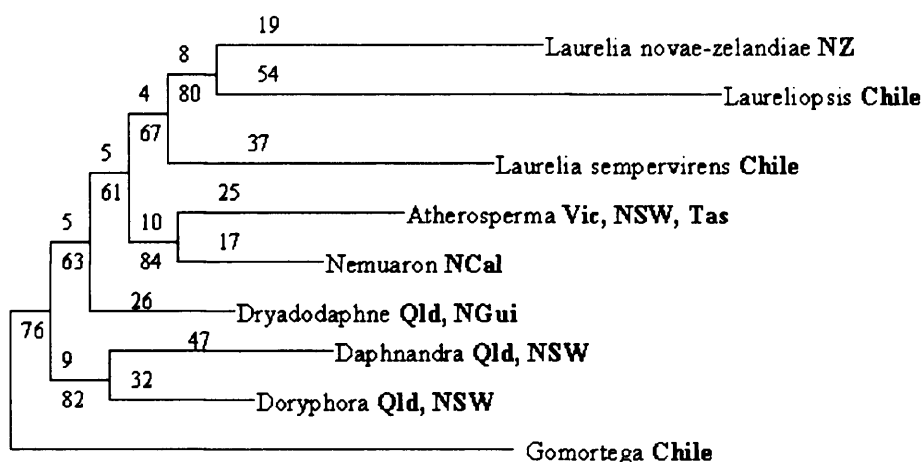 19
8
Laurelia novae-zelandiae NZ
54
4
80
Laureliopsis Chile
67
37
5
Laurelia sempervirens Chile
61
25
5
10
Atherosperma Vic, NSW, Tas
17
63
84
Nemuaron NCal
26
Dryadodaphne Qld, NGui
76
9
47
Daphnandra Qld, NSW
32
82
Doryphora Qld, NSW
Gomortega Chile